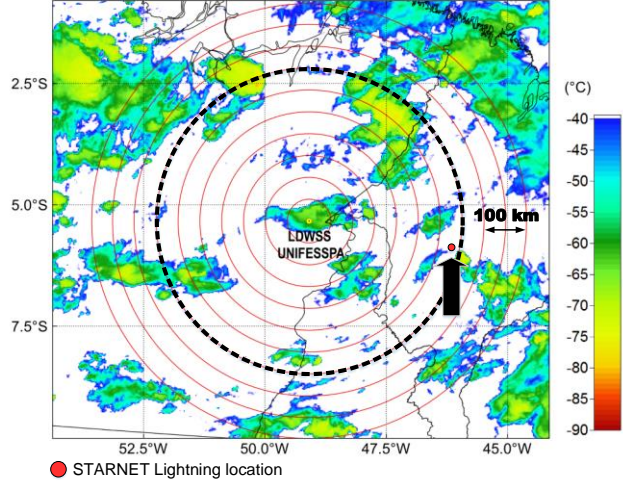 (°C)
2.5°S
-40
-45
-50
-55
5.0°S
100 km
-60
LDWSS
UNIFESSPA
-65
-70
7.5°S
-75
-80
-85
-90
52.5°W 50.0°W 47.5°W 45.0°W
STARNET Lightning location